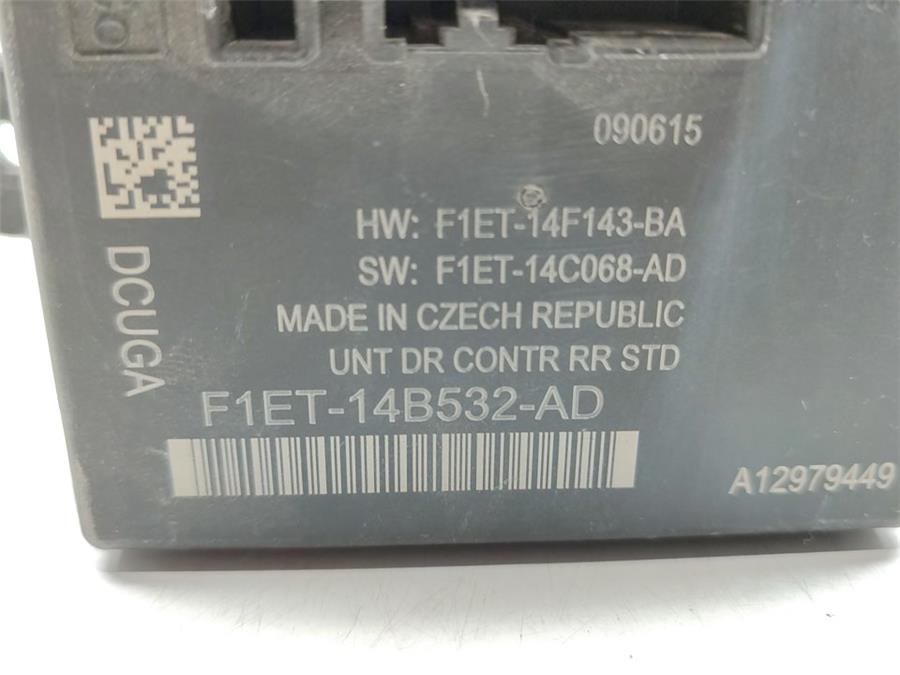 090615
HW: F1ET-14F143-BA
SW: F1ET-14C068-AD
MADE IN CZECH REPUBLIC
UNT DR CONTR RR STD
DCUGA
F1ET-14B532-AD
A12979449